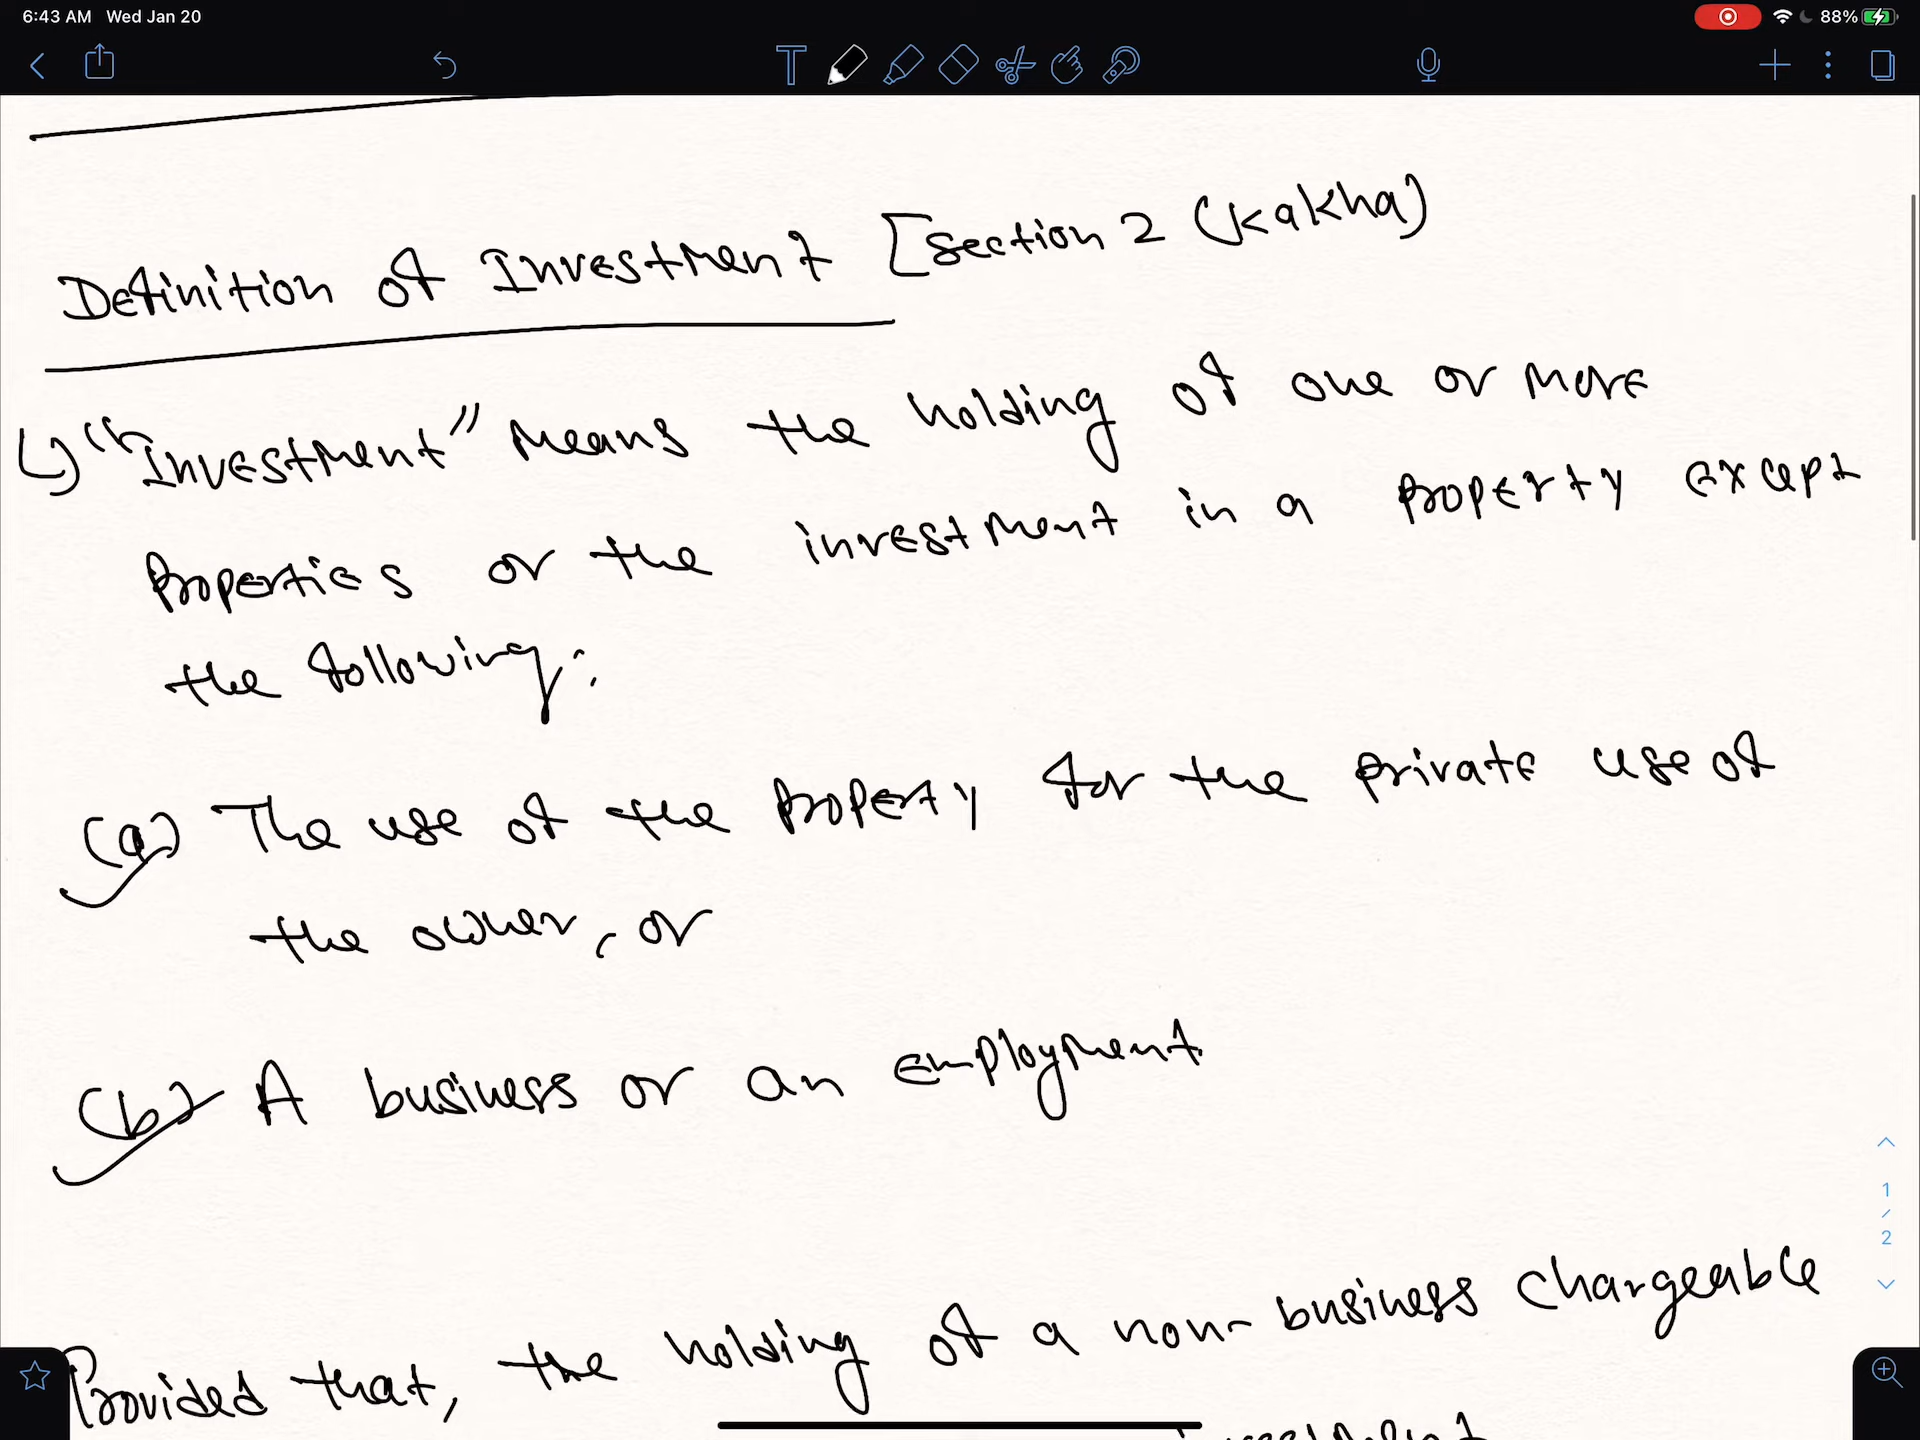 6:43 AM Wed Jan 20
88%
Definition of Investment [Section 2 (Kakha)
"Investment" means the holding of one or more
Properties or the investment in a property except
the following:
(a) The use of the property for the private use of
the owner, or
(b) A business or an employment.
1
/
2
Provided that, the holding of a non-business chargeable